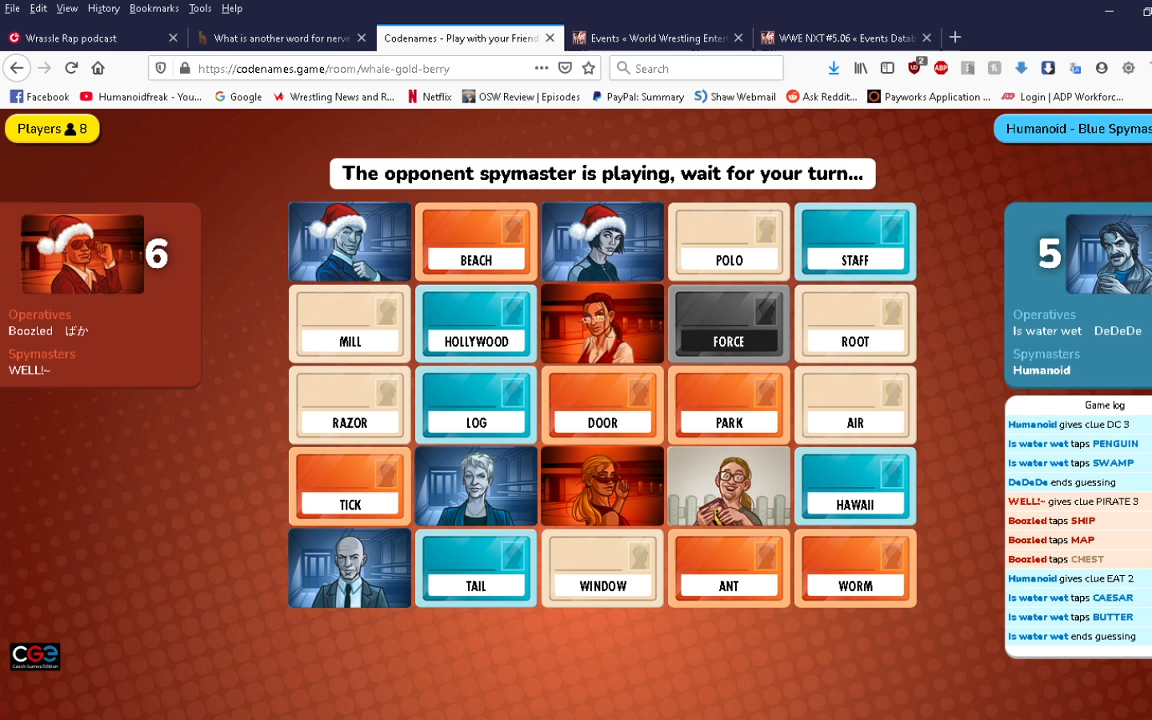 File Edit View History Bookmarks Tools Help
Wrassle Rap podcast
What is another word for nerve
Codenames - Play with your Friend
Events « World Wrestling Enter
WWE NXT #5.06 « Events Datab
https://codenames.game/room/whale-gold-berry
Search
2
ABP
Facebook
Humanoidfreak - You...
Google
Wrestling News and R...
Netflix
OSW Review | Episodes
PayPal: Summary
Shaw Webmail
Ask Reddit...
Payworks Application ...
Login | ADP Workforc...
Players 8
Humanoid - Blue Spymas
The opponent spymaster is playing, wait for your turn...
6
Operatives
Boozled ばか
Spymasters
WELL!~
BEACH
POLO
STAFF
MILL
HOLLYWOOD
FORCE
ROOT
RAZOR
LOG
DOOR
PARK
AIR
TICK
HAWAII
TAIL
WINDOW
ANT
WORM
5
Operatives
Is water wet DeDeDe
Spymasters
Humanoid
Game log
Humanoid gives clue DC 3
Is water wet taps PENGUIN
Is water wet taps SWAMP
DeDeDe ends guessing
WELL!~ gives clue PIRATE 3
Boozled taps SHIP
Boozled taps MAP
Boozled taps CHEST
Humanoid gives clue EAT 2
Is water wet taps CAESAR
Is water wet taps BUTTER
Is water wet ends guessing
CGE
Czech Games Edition